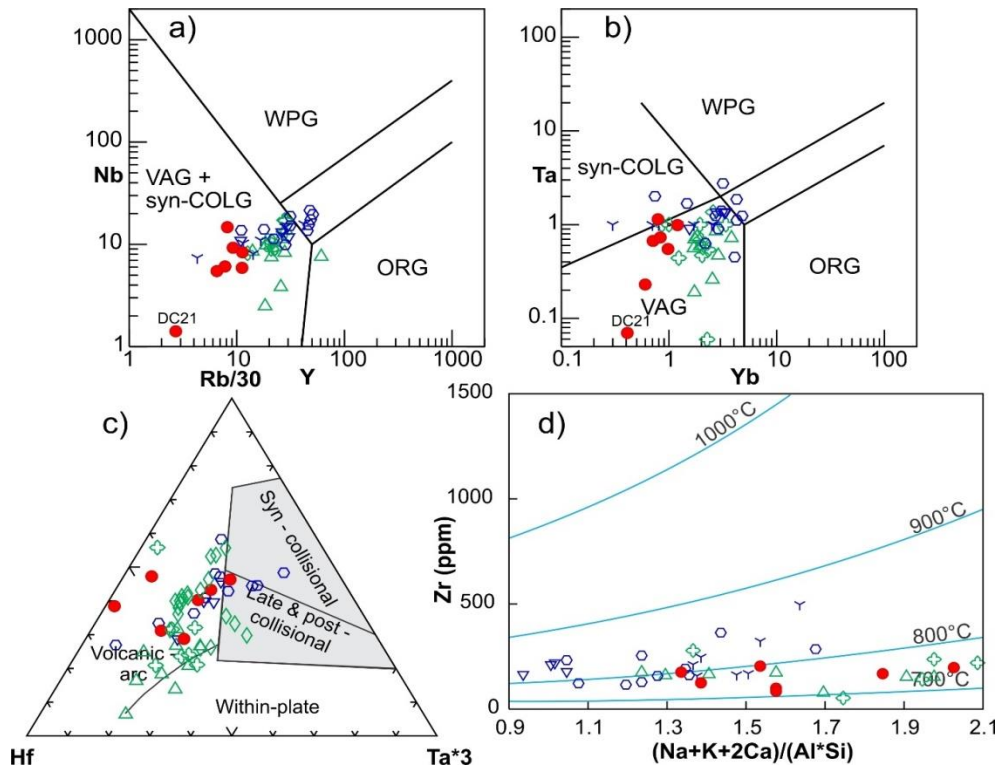 a)
1000
100
10
1
Nb
WPG
VAG +
syn-COLG
ORG
DC21
1
10
100
1000
Rb/30
Y
b)
100
10
1
0.1
Ta
WPG
syn-COLG
VAG
ORG
DC21
0.1
1
10
100
Yb
c)
Rb/30
Syn - collisional
Late & post -
collisional
Volcanic -
arc
Within-plate
Hf
Ta*3
d)
1500
1000
500
0
Zr (ppm)
1000°C
900°C
800°C
700°C
0.9
1.1
1.3
1.5
1.7
1.9
2.1
(Na+K+2Ca)/(Al*Si)